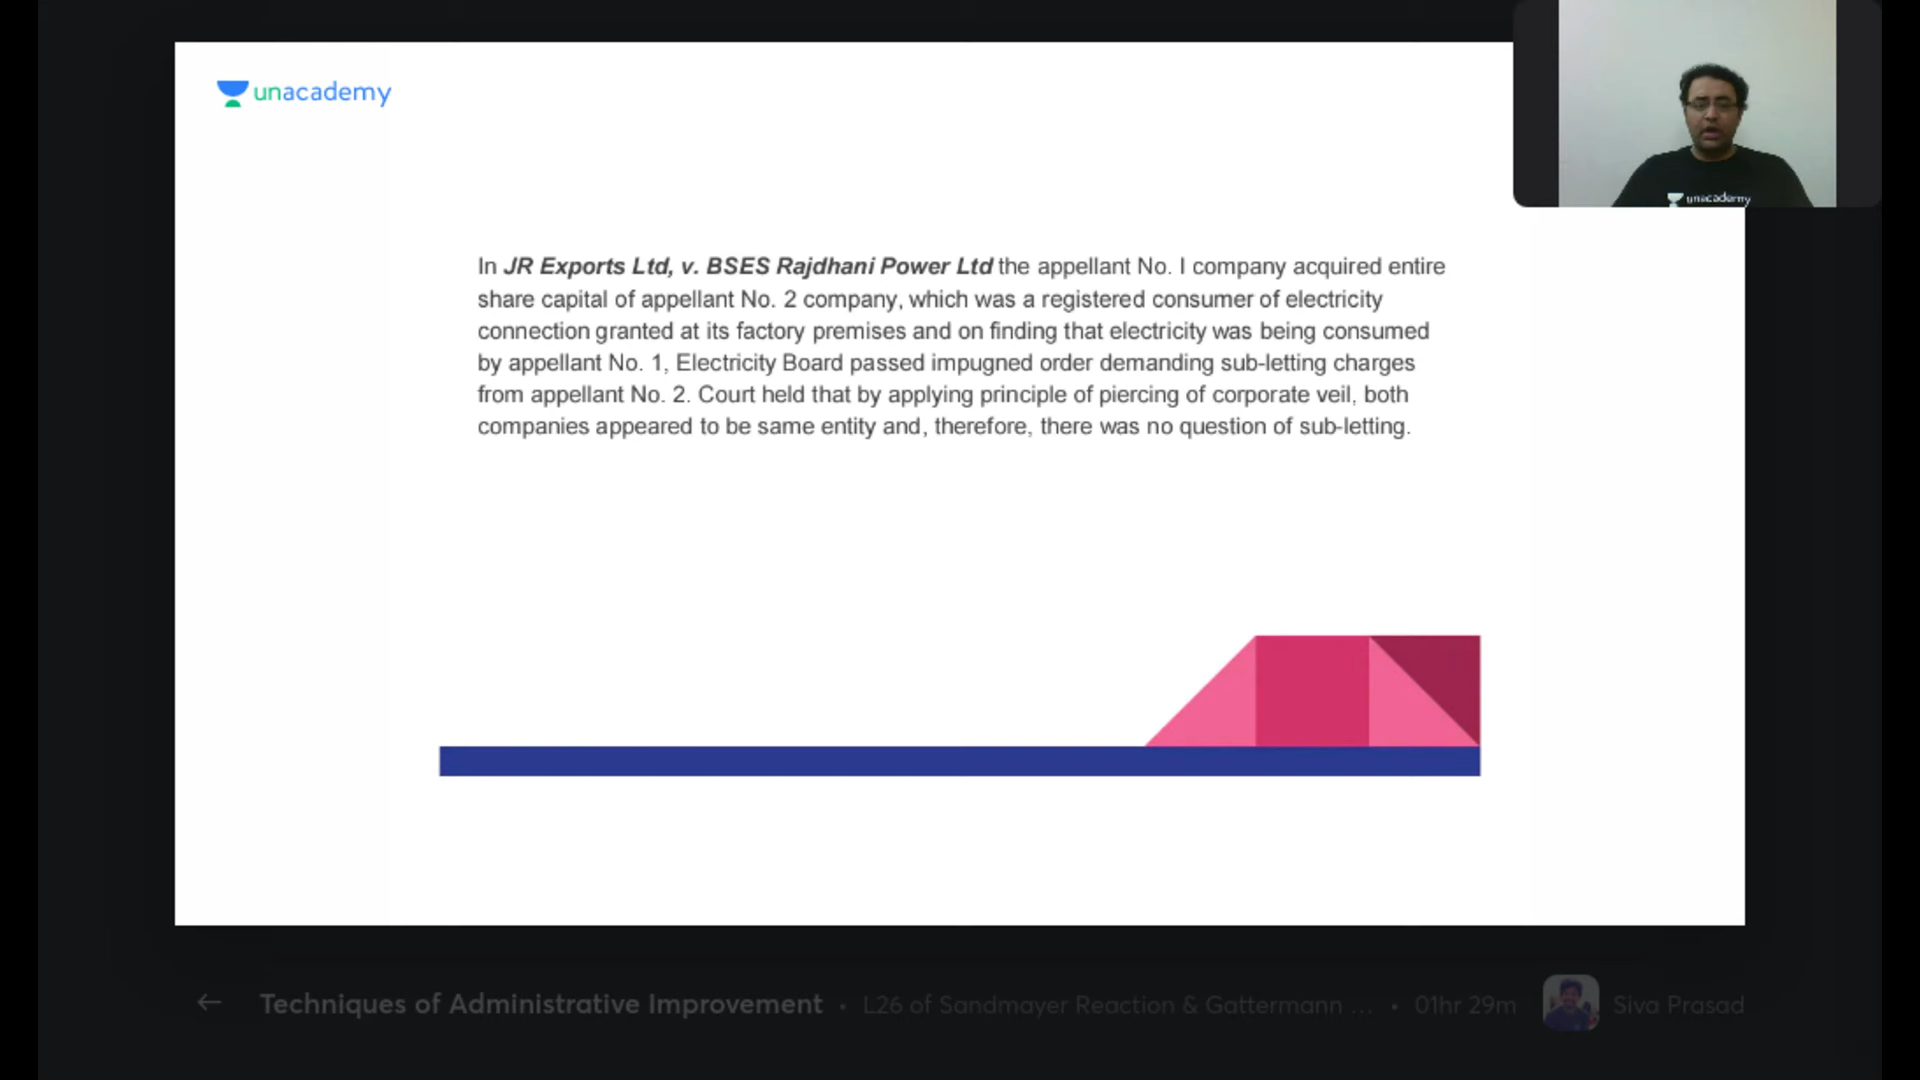 unacademy
unacademy
In JR Exports Ltd, v. BSES Rajdhani Power Ltd the appellant No. I company acquired entire
share capital of appellant No. 2 company, which was a registered consumer of electricity
connection granted at its factory premises and on finding that electricity was being consumed
by appellant No. 1, Electricity Board passed impugned order demanding sub-letting charges
from appellant No. 2. Court held that by applying principle of piercing of corporate veil, both
companies appeared to be same entity and, therefore, there was no question of sub-letting.
← Techniques of Administrative Improvement • L26 of Sandmayer Reaction & Gattermann ... • 01hr 29m Siva Prasad